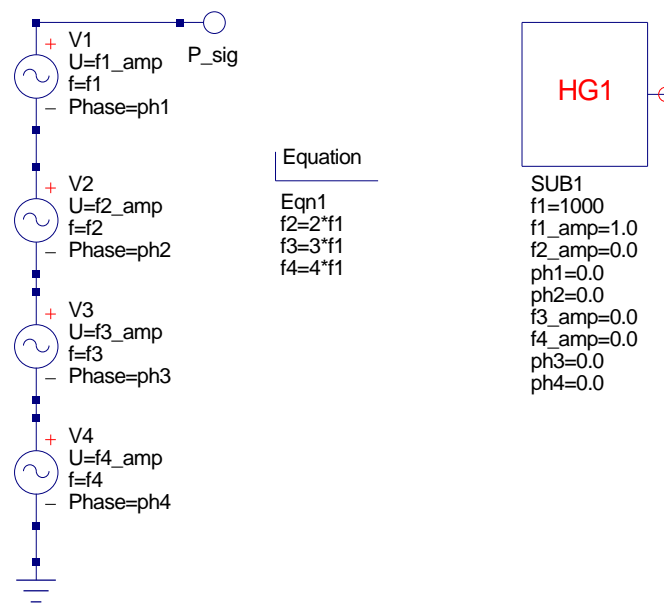 V1
U=f1_amp
f=f1
Phase=ph1
P_sig
V2
U=f2_amp
f=f2
Phase=ph2
V3
U=f3_amp
f=f3
Phase=ph3
V4
U=f4_amp
f=f4
Phase=ph4
Equation
Eqn1
f2=2*f1
f3=3*f1
f4=4*f1
HG1
SUB1
f1=1000
f1_amp=1.0
f2_amp=0.0
ph1=0.0
ph2=0.0
f3_amp=0.0
f4_amp=0.0
ph3=0.0
ph4=0.0